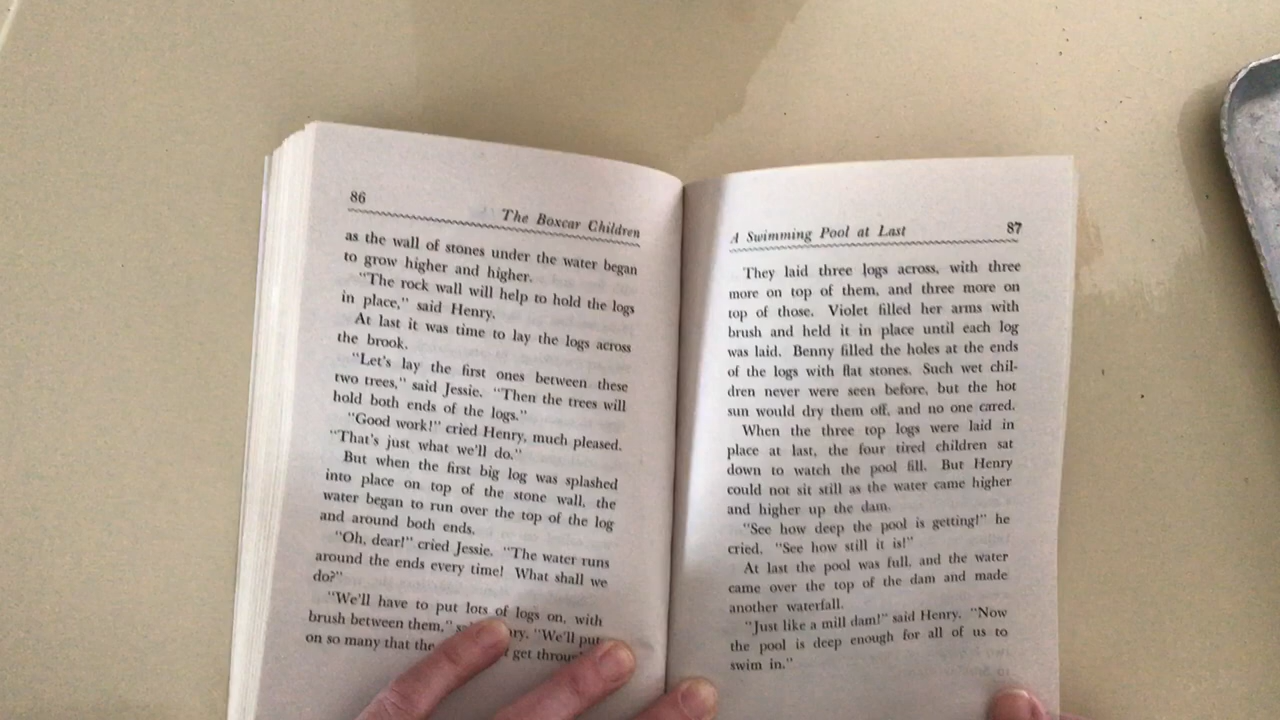 86
The Boxcar Children
as the wall of stones under the water began
to grow higher and higher.
"The rock wall will help to hold the logs
in place," said Henry.
At last it was time to lay the logs across
the brook.
"Let's lay the first ones between these
two trees," said Jessie. "Then the trees will
hold both ends of the logs."
"Good work!" cried Henry, much pleased.
"That's just what we'll do."
But when the first big log was splashed
into place on top of the stone wall, the
water began to run over the top of the log
and around both ends.
"Oh, dear!" cried Jessie. "The water runs
around the ends every time! What shall we
do?"
"We'll have to put lots of logs on, with
brush between them," "We'll put
on so many that the get
A Swimming Pool at Last
87
They laid three logs across, with three
more on top of them, and three more on
top of those. Violet filled her arms with
brush and held it in place until each log
was laid. Benny filled the holes at the ends
of the logs with flat stones. Such wet chil-
dren never were seen before, but the hot
sun would dry them off, and no one cared.
When the three top logs were laid in
place at last, the four tired children sat
down to watch the pool fill. But Henry
could not sit still as the water came higher
and higher up the dam.
"See how deep the pool is getting!" he
cried. "See how still it is!"
At last the pool was full, and the water
came over the top of the dam and made
another waterfall.
"Just like a mill dam!" said Henry. "Now
the pool is deep enough for all of us to
swim in."